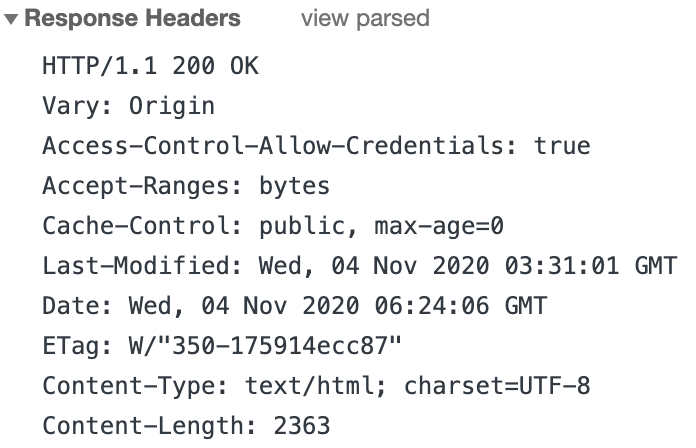 Response Headers view parsed
HTTP/1.1 200 OK
Vary: Origin
Access-Control-Allow-Credentials: true
Accept-Ranges: bytes
Cache-Control: public, max-age=0
Last-Modified: Wed, 04 Nov 2020 03:31:01 GMT
Date: Wed, 04 Nov 2020 06:24:06 GMT
ETag: W/"350-175914ecc87"
Content-Type: text/html; charset=UTF-8
Content-Length: 2363